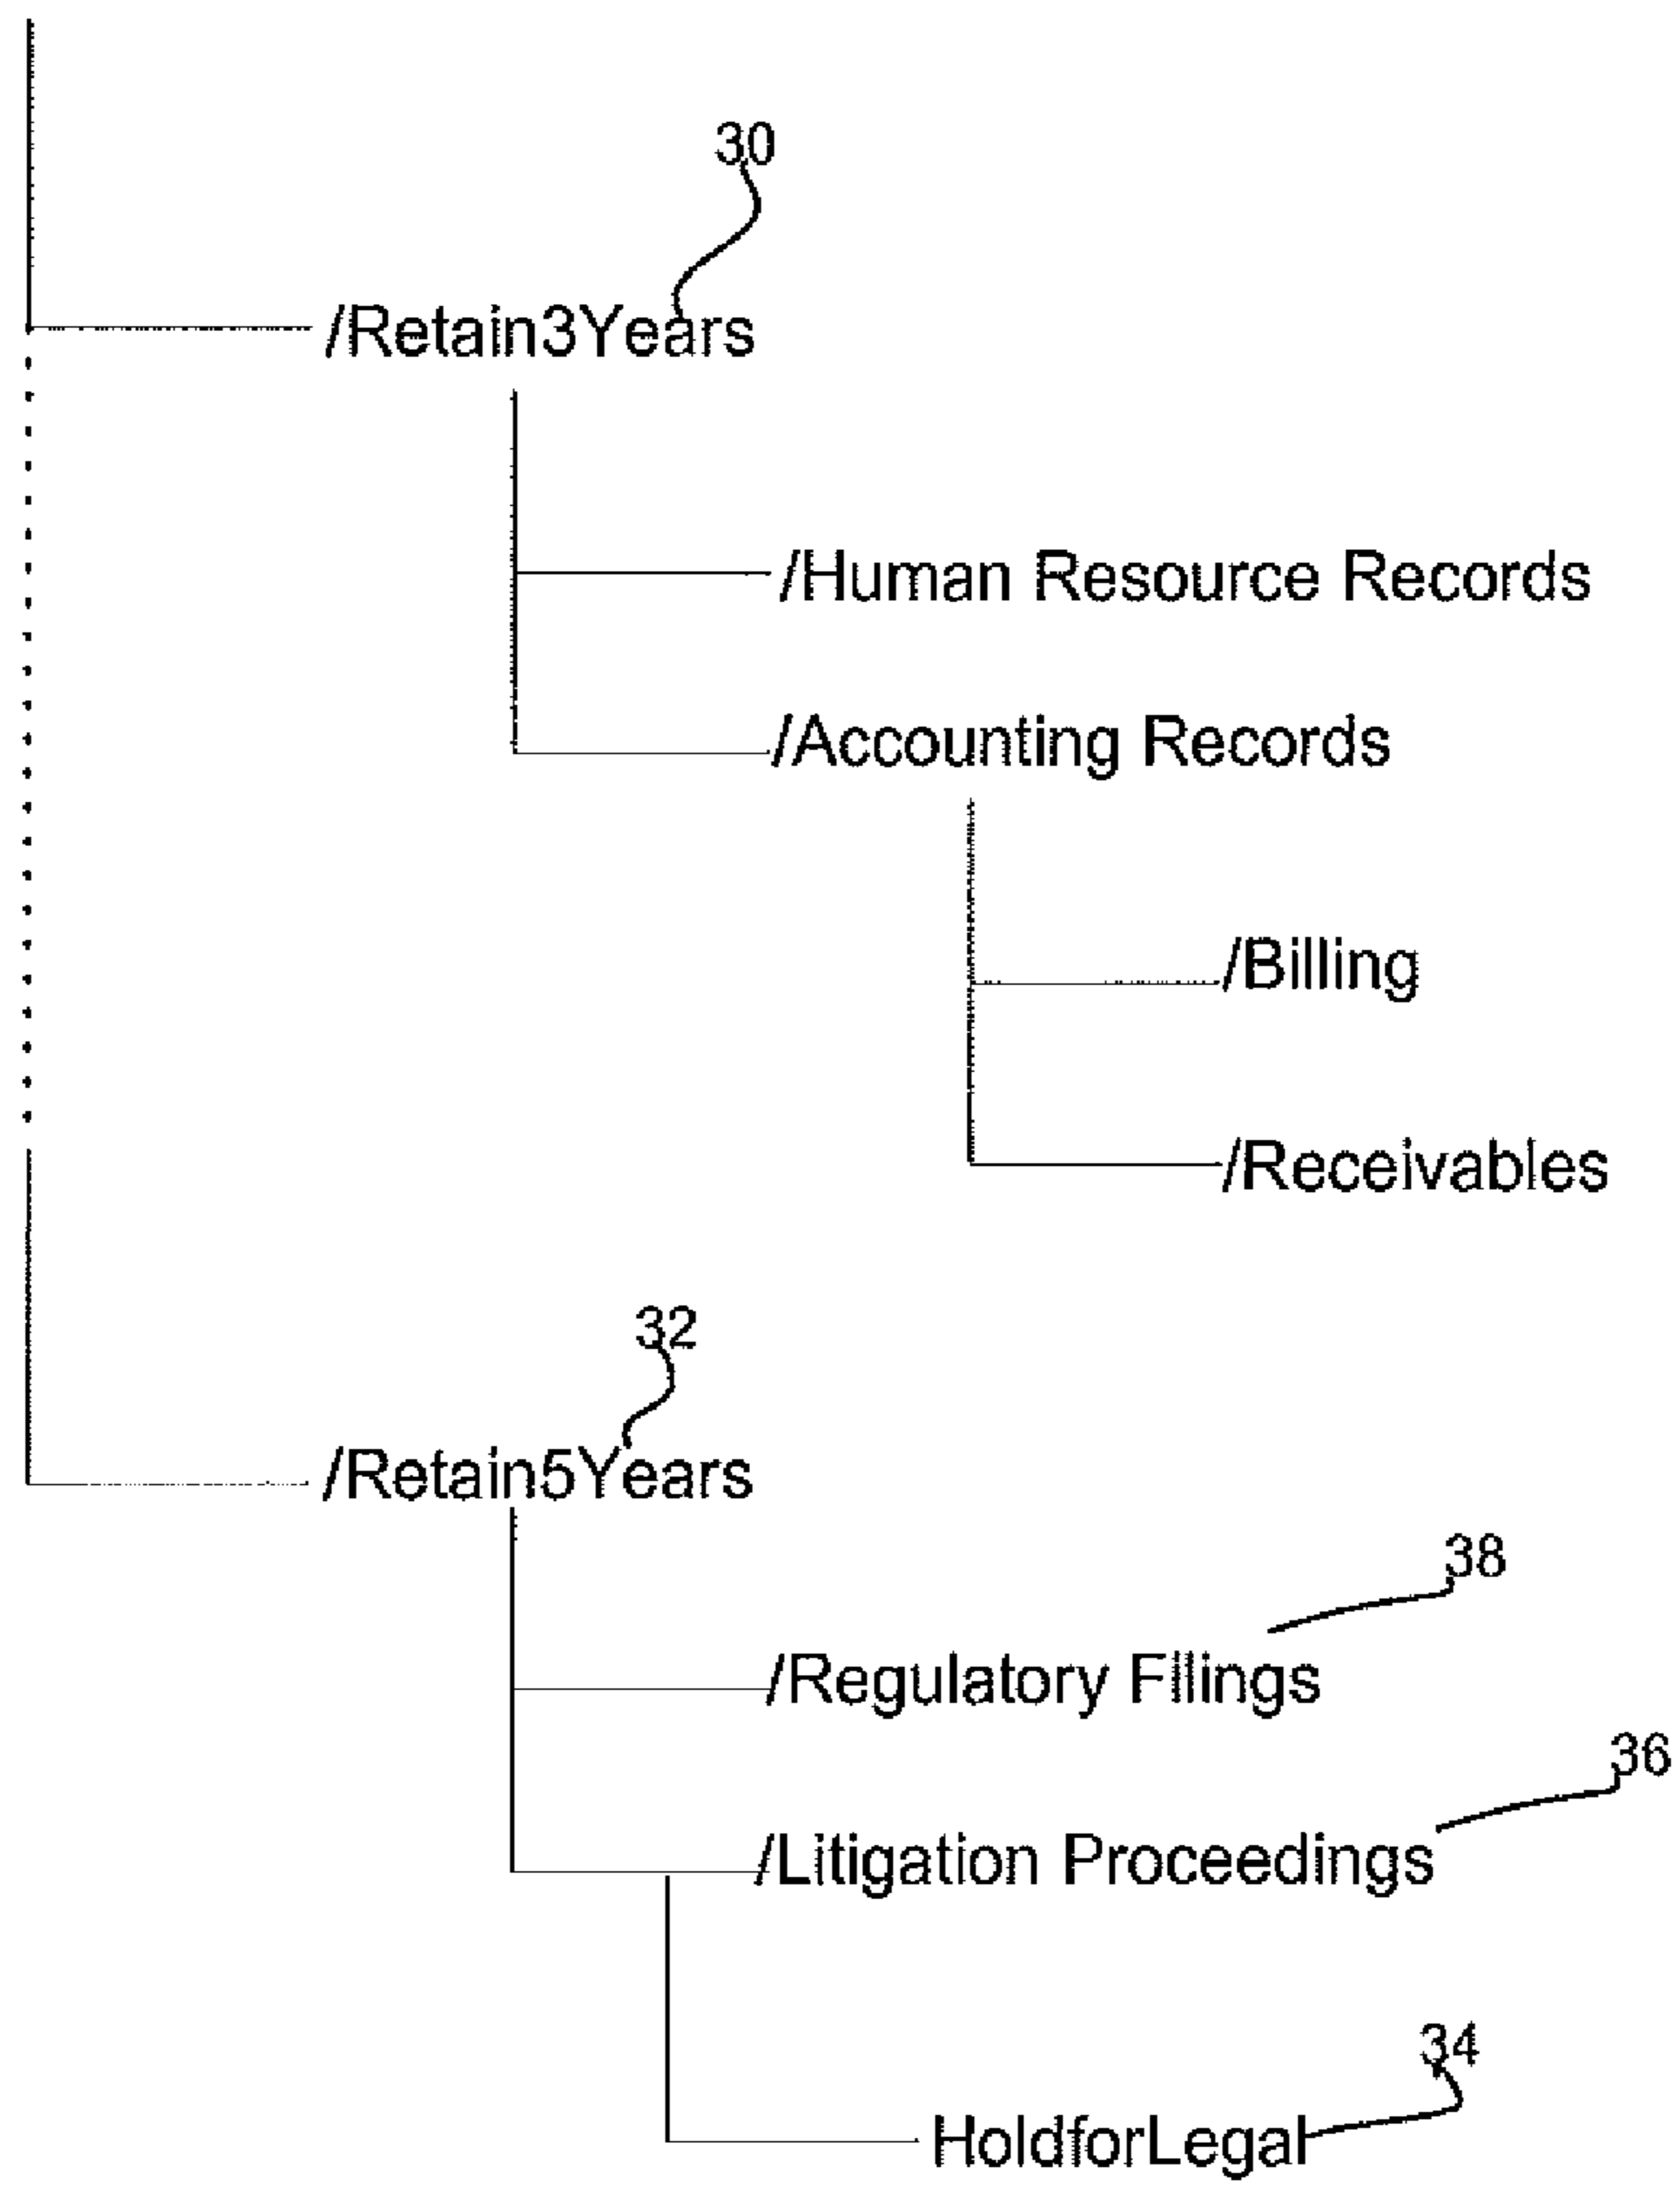 30
/Retain3Years
/Human Resource Records
/Accounting Records
/Billing
/Receivables
32
/Retain5Years
38
/Regulatory Filings
36
/Litigation Proceedings
34
HoldforLegal